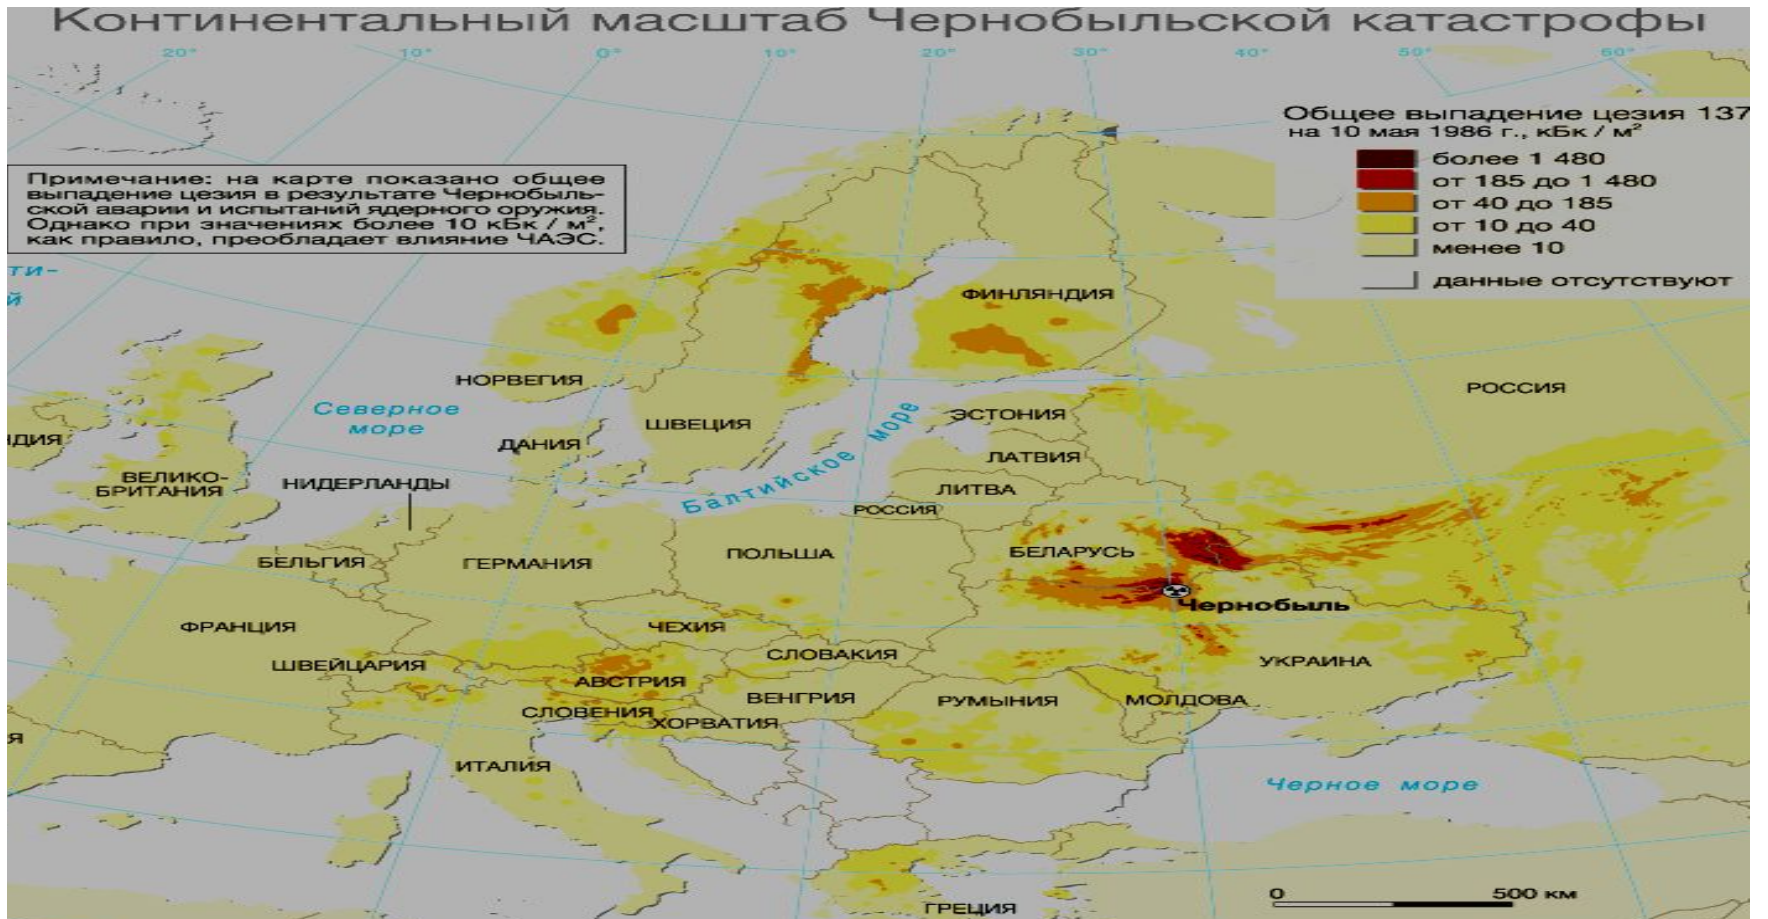 Континентальный масштаб Чернобыльской катастрофы
20° 10° 0° 10° 20° 30° 40° 50° 60°
Общее выпадение цезия 137
на 10 мая 1986 г., кБк / м²
более 1 480
от 185 до 1 480
от 40 до 185
от 10 до 40
менее 10
данные отсутствуют
Примечание: на карте показано общее
выпадение цезия в результате Чернобыль-
ской аварии и испытаний ядерного оружия.
Однако при значениях более 10 кБк / м²,
как правило, преобладает влияние ЧАЭС.
ти-
й
ФИНЛЯНДИЯ
НОРВЕГИЯ
РОССИЯ
Северное
море
ШВЕЦИЯ
ЭСТОНИЯ
НДИЯ
ДАНИЯ
Балтийское море
ЛАТВИЯ
ВЕЛИКО-
БРИТАНИЯ
НИДЕРЛАНДЫ
ЛИТВА
РОССИЯ
БЕЛЬГИЯ
ГЕРМАНИЯ
ПОЛЬША
БЕЛАРУСЬ
Чернобыль
ФРАНЦИЯ
ЧЕХИЯ
ШВЕЙЦАРИЯ
СЛОВАКИЯ
УКРАИНА
АВСТРИЯ
ВЕНГРИЯ
РУМЫНИЯ
МОЛДОВА
СЛОВЕНИЯ
ХОРВАТИЯ
Я
ИТАЛИЯ
Черное море
ГРЕЦИЯ
0 500 км